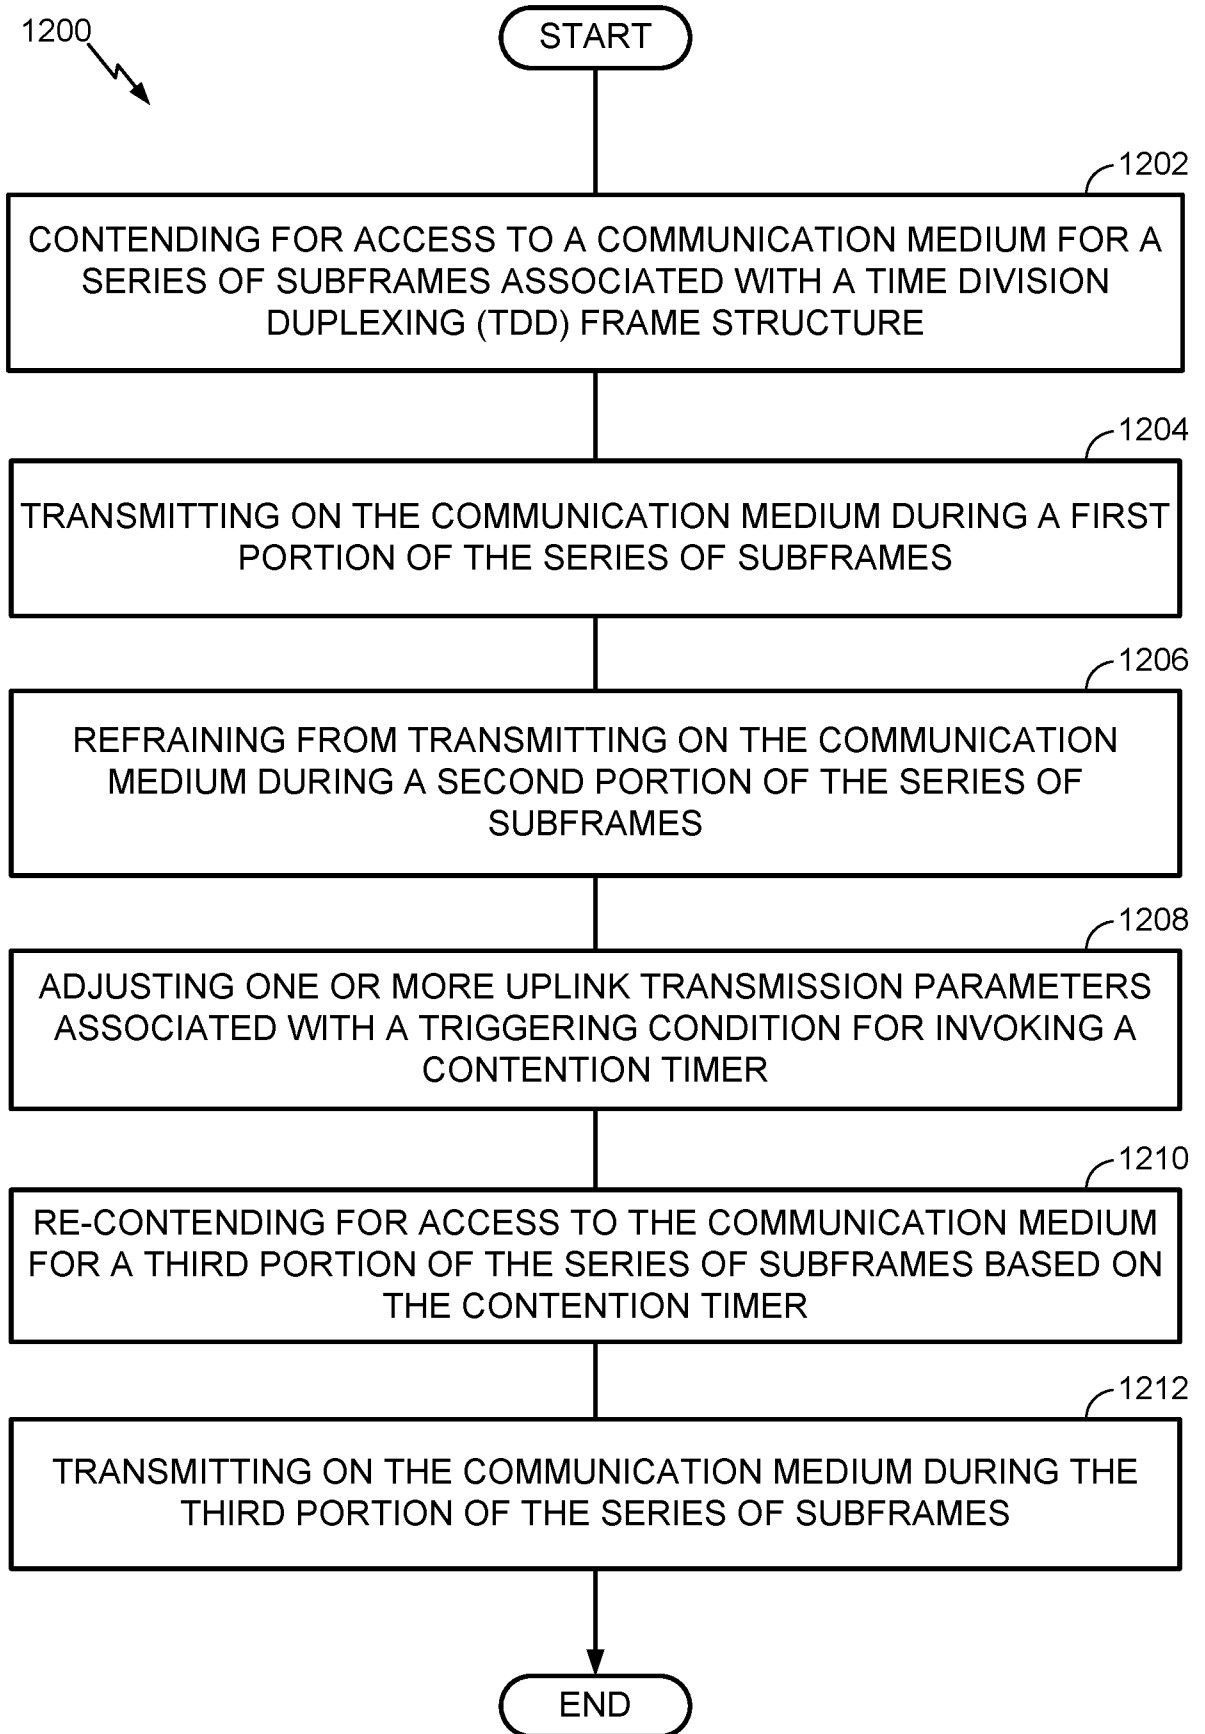 1200
START
1202
CONTENDING FOR ACCESS TO A COMMUNICATION MEDIUM FOR A
SERIES OF SUBFRAMES ASSOCIATED WITH A TIME DIVISION
DUPLEXING (TDD) FRAME STRUCTURE
1204
TRANSMITTING ON THE COMMUNICATION MEDIUM DURING A FIRST
PORTION OF THE SERIES OF SUBFRAMES
1206
REFRAINING FROM TRANSMITTING ON THE COMMUNICATION
MEDIUM DURING A SECOND PORTION OF THE SERIES OF
SUBFRAMES
1208
ADJUSTING ONE OR MORE UPLINK TRANSMISSION PARAMETERS
ASSOCIATED WITH A TRIGGERING CONDITION FOR INVOKING A
CONTENTION TIMER
1210
RE-CONTENDING FOR ACCESS TO THE COMMUNICATION MEDIUM
FOR A THIRD PORTION OF THE SERIES OF SUBFRAMES BASED ON
THE CONTENTION TIMER
1212
TRANSMITTING ON THE COMMUNICATION MEDIUM DURING THE
THIRD PORTION OF THE SERIES OF SUBFRAMES
END